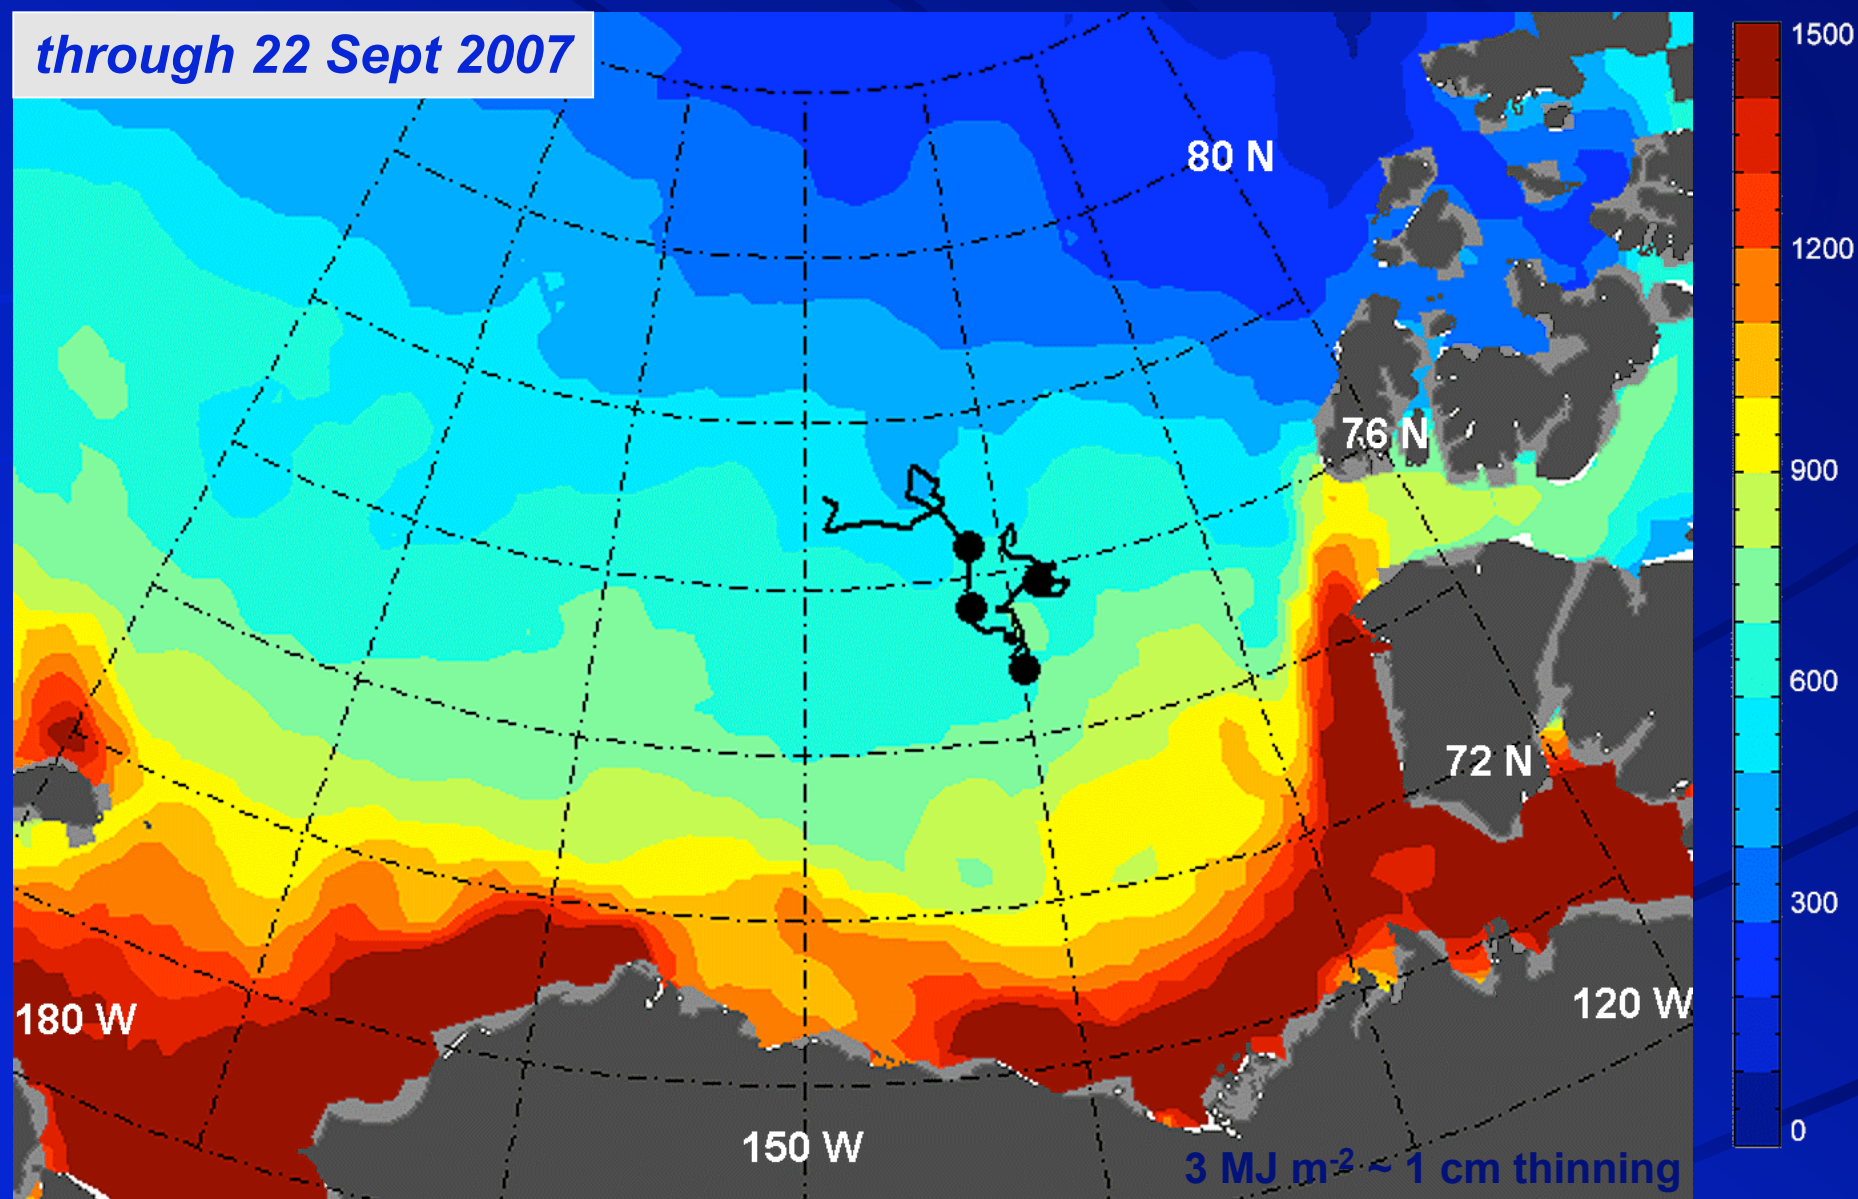 through 22 Sept 2007
1500
80 N
1200
76 N
900
600
72 N
300
180 W
120 W
150 W
0
3 MJ m-2 ~ 1 cm thinning